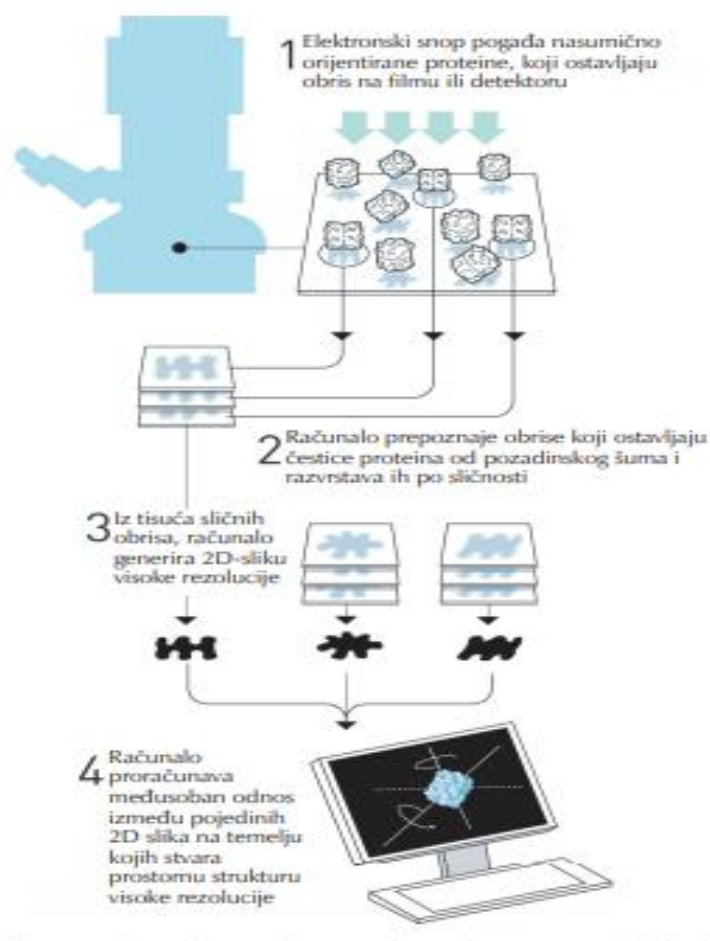 1 Elektronski snop pogađa nasumično
orijentirane proteine, koji ostavljaju
obris na filmu ili detektoru
2 Računalo prepoznaje obrise koji ostavljaju
čestice proteina od pozadinskog šuma i
razvrstava ih po sličnosti
3 Iz tisuća sličnih
obrisa, računalo
generira 2D-sliku
visoke rezolucije
4 Računalo
proračunava
međusoban odnos
između pojedinih
2D slika na temelju
kojih stvara
prostornu strukturu
visoke rezolucije